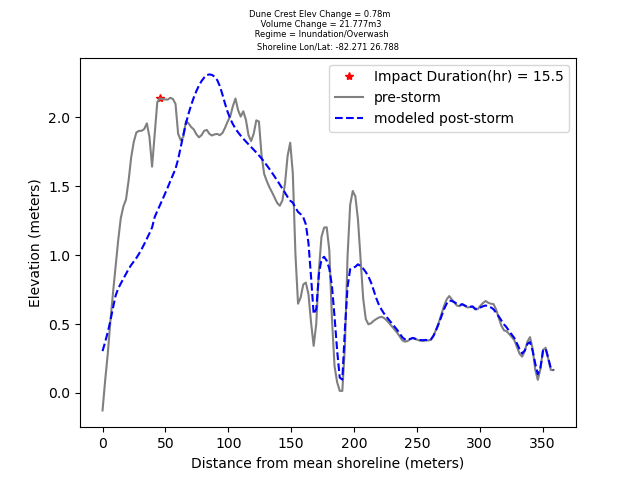 Dune Crest Elev Change = 0.78m
Volume Change = 21.777m3
Regime = Inundation/Overwash
Shoreline Lon/Lat: -82.271 26.788
Impact Duration(hr) = 15.5
pre-storm
modeled post-storm
Elevation (meters)
2.0
1.5
1.0
0.5
0.0
0 50 100 150 200 250 300 350
Distance from mean shoreline (meters)